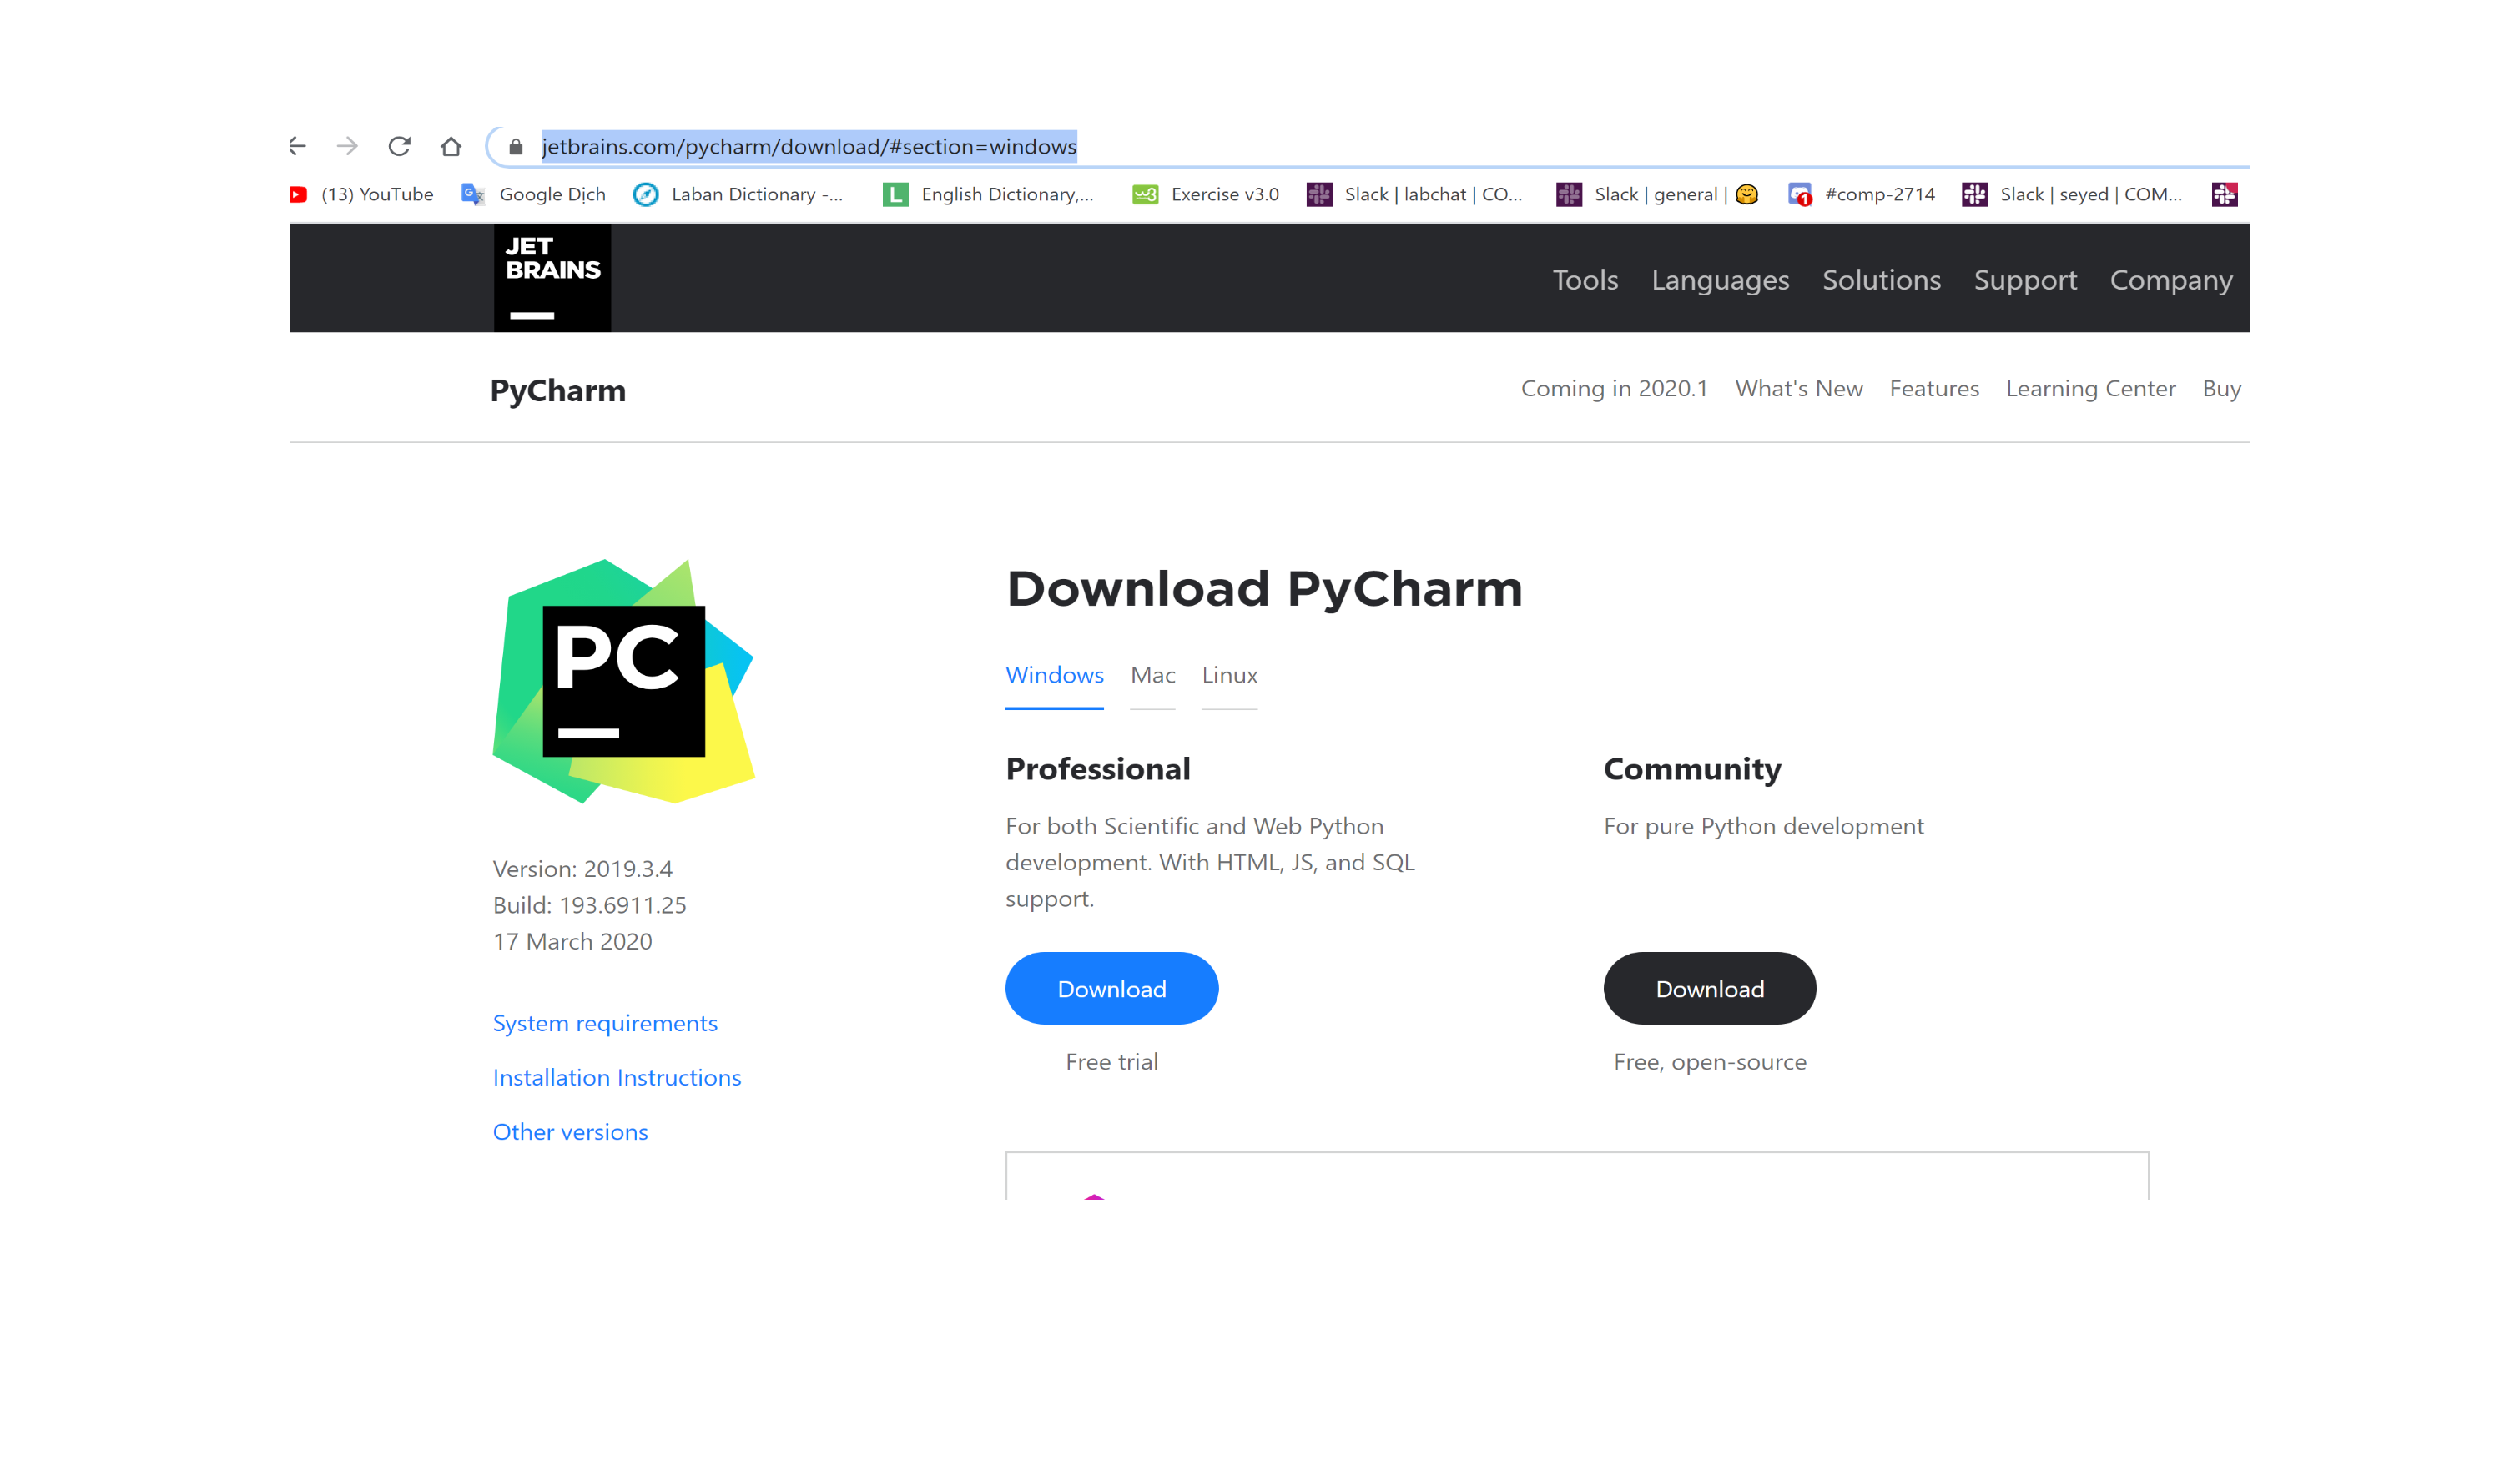 jetbrains.com/pycharm/download/#section=windows
(13) YouTube Google Dịch Laban Dictionary -... L English Dictionary,... w3 Exercise v3.0 Slack | labchat | CO... Slack | general | 🤗 1 #comp-2714 Slack | seyed | COM...
JET
BRAINS
Tools Languages Solutions Support Company
PyCharm
Coming in 2020.1 What's New Features Learning Center Buy
PC
Version: 2019.3.4
Build: 193.6911.25
17 March 2020
System requirements
Installation Instructions
Other versions
Download PyCharm
Windows Mac Linux
Professional
For both Scientific and Web Python
development. With HTML, JS, and SQL
support.
Download
Free trial
Community
For pure Python development
Download
Free, open-source